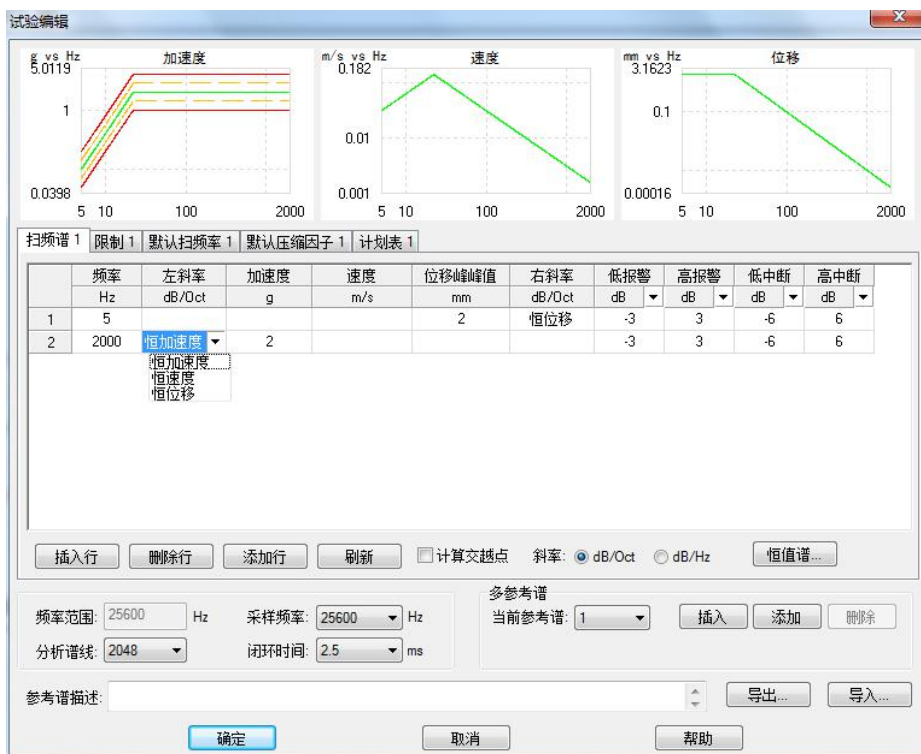 试验编辑
g vs Hz 加速度 m/s vs Hz 速度 mm vs Hz 位移
5.0119 0.182 3.1623
1 0.01 0.1
0.0398 0.001 0.00016
5 10 100 2000 5 10 100 2000 5 10 100 2000
扫频谱 1 限制 1 默认扫频率 1 默认压缩因子 1 计划表 1
频率 左斜率 加速度 速度 位移峰峰值 右斜率 低报警 高报警 低中断 高中断
Hz dB/Oct g m/s mm dB/Oct dB dB dB dB
1 5 2 恒位移 -3 3 -6 6
2 2000 恒加速度 2 -3 3 -6 6
恒加速度
恒速度
恒位移
插入行 删除行 添加行 刷新 计算交越点 斜率: dB/Oct dB/Hz 恒值谱...
多参考谱
频率范围: 25600 Hz 采样频率: 25600 Hz 当前参考谱: 1 插入 添加 删除
分析谱线: 2048 闭环时间: 2.5 ms
参考谱描述: 导出... 导入...
确定 取消 帮助